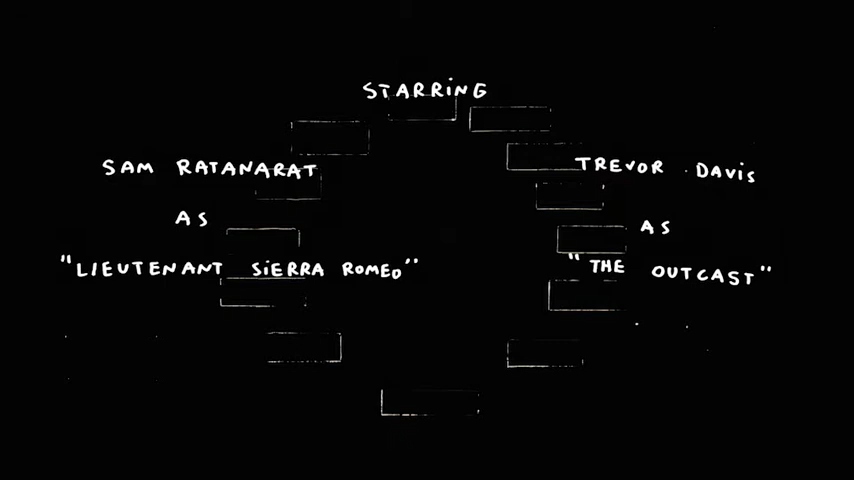 STARRING
SAM RATANARAT
AS
"LIEUTENANT SIERRA ROMEO"
TREVOR DAVIS
AS
"THE OUTCAST"